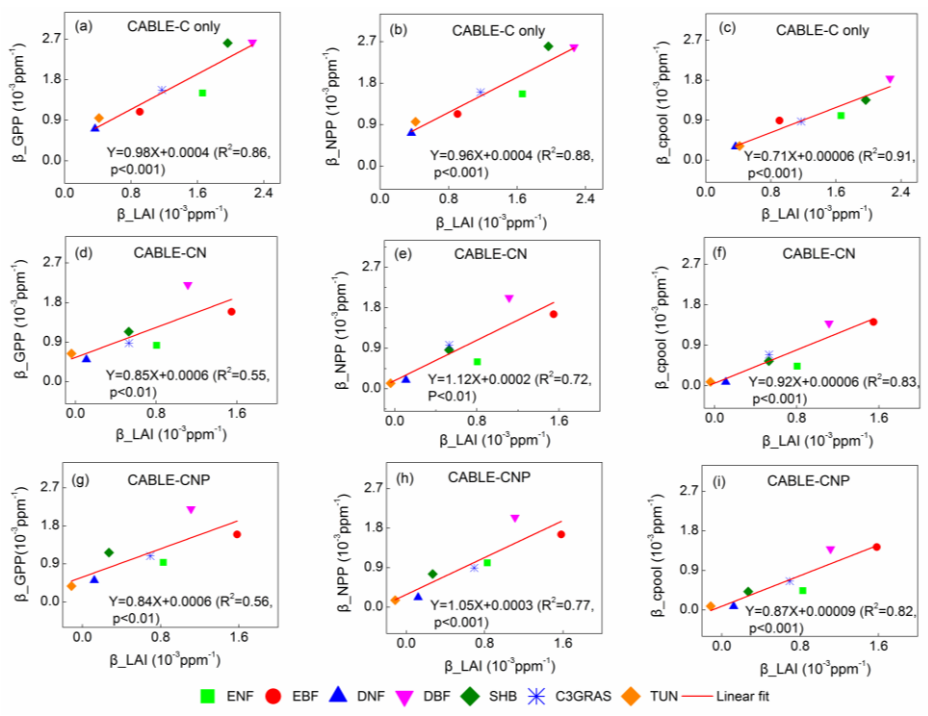 (a) CABLE-C only
2.7
1.8
0.9
0.0
β_GPP (10⁻³ppm⁻¹)
Y=0.98X+0.0004 (R²=0.86,
p<0.001)
0.0 0.8 1.6 2.4
β_LAI (10⁻³ppm⁻¹)
(b) CABLE-C only
2.7
1.8
0.9
0.0
β_NPP (10⁻³ppm⁻¹)
Y=0.96X+0.0004 (R²=0.88,
p<0.001)
0.0 0.8 1.6 2.4
β_LAI (10⁻³ppm⁻¹)
(c) CABLE-C only
2.7
1.8
0.9
0.0
β_cpool (10⁻³ppm⁻¹)
Y=0.71X+0.00006 (R²=0.91,
p<0.001)
0.0 0.8 1.6 2.4
β_LAI (10⁻³ppm⁻¹)
(d) CABLE-CN
2.7
1.8
0.9
0.0
β_GPP (10⁻³ppm⁻¹)
Y=0.85X+0.0006 (R²=0.55,
p<0.01)
0.0 0.8 1.6
β_LAI (10⁻³ppm⁻¹)
(e) CABLE-CN
2.7
1.8
0.9
0.0
β_NPP (10⁻³ppm⁻¹)
Y=1.12X+0.0002 (R²=0.72,
P<0.01)
0.0 0.8 1.6
β_LAI (10⁻³ppm⁻¹)
(f) CABLE-CN
2.7
1.8
0.9
0.0
β_cpool (10⁻³ppm⁻¹)
Y=0.92X+0.00006 (R²=0.83,
p<0.001)
0.0 0.8 1.6
β_LAI (10⁻³ppm⁻¹)
(g) CABLE-CNP
2.7
1.8
0.9
0.0
β_GPP(10⁻³ppm⁻¹)
Y=0.84X+0.0006 (R²=0.56,
p<0.01)
0.0 0.8 1.6
β_LAI (10⁻³ppm⁻¹)
(h) CABLE-CNP
2.7
1.8
0.9
0.0
β_NPP (10⁻³ppm⁻¹)
Y=1.05X+0.0003 (R²=0.77,
p<0.001)
0.0 0.8 1.6
β_LAI (10⁻³ppm⁻¹)
(i) CABLE-CNP
2.7
1.8
0.9
0.0
β_cpool (10⁻³ppm⁻¹)
Y=0.87X+0.00009 (R²=0.82,
p<0.001)
0.0 0.8 1.6
β_LAI (10⁻³ppm⁻¹)
ENF EBF DNF DBF SHB C3GRAS TUN Linear fit